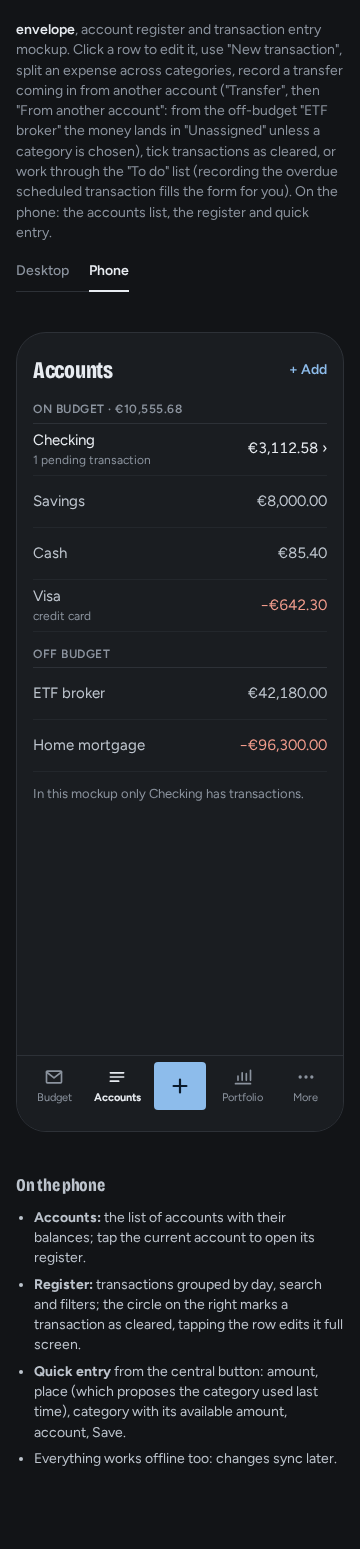 envelope, account register and transaction entry
mockup. Click a row to edit it, use "New transaction",
split an expense across categories, record a transfer
coming in from another account ("Transfer", then
"From another account": from the off-budget "ETF
broker" the money lands in "Unassigned" unless a
category is chosen), tick transactions as cleared, or
work through the "To do" list (recording the overdue
scheduled transaction fills the form for you). On the
phone: the accounts list, the register and quick
entry.
Desktop Phone
Accounts + Add
ON BUDGET · €10,555.68
Checking
€3,112.58 ›
1 pending transaction
Savings €8,000.00
Cash €85.40
Visa
−€642.30
credit card
OFF BUDGET
ETF broker €42,180.00
Home mortgage −€96,300.00
In this mockup only Checking has transactions.
Budget Accounts + Portfolio More
On the phone
• Accounts: the list of accounts with their
balances; tap the current account to open its
register.
• Register: transactions grouped by day, search
and filters; the circle on the right marks a
transaction as cleared, tapping the row edits it full
screen.
• Quick entry from the central button: amount,
place (which proposes the category used last
time), category with its available amount,
account, Save.
• Everything works offline too: changes sync later.